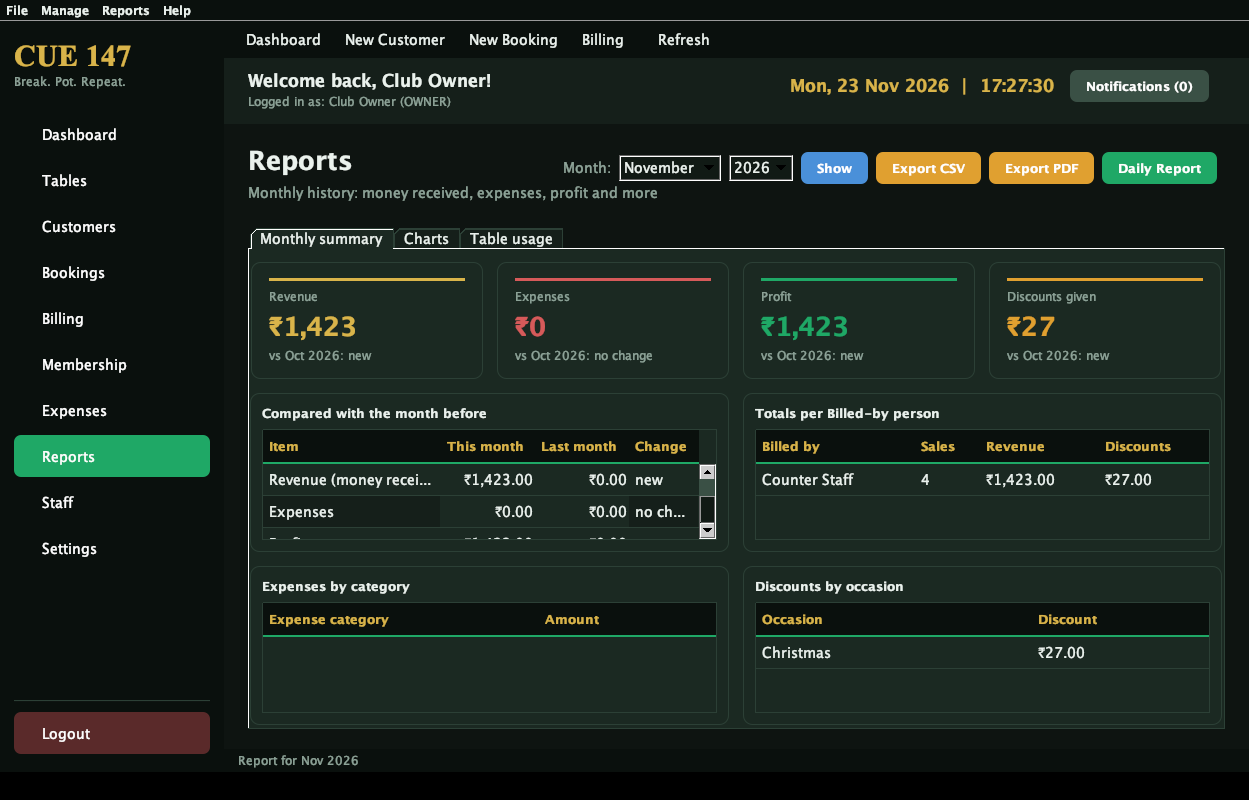 File Manage Reports Help
CUE 147
Break. Pot. Repeat.
Dashboard
Tables
Customers
Bookings
Billing
Membership
Expenses
Reports
Staff
Settings
Logout
Dashboard New Customer New Booking Billing Refresh
Welcome back, Club Owner!
Logged in as: Club Owner (OWNER)
Mon, 23 Nov 2026 | 17:27:30
Notifications (0)
Reports
Monthly history: money received, expenses, profit and more
Month: November 2026 Show Export CSV Export PDF Daily Report
Monthly summary Charts Table usage
Revenue
₹1,423
vs Oct 2026: new
Expenses
₹0
vs Oct 2026: no change
Profit
₹1,423
vs Oct 2026: new
Discounts given
₹27
vs Oct 2026: new
Compared with the month before
Item This month Last month Change
Revenue (money recei... ₹1,423.00 ₹0.00 new
Expenses ₹0.00 ₹0.00 no ch...
Totals per Billed-by person
Billed by Sales Revenue Discounts
Counter Staff 4 ₹1,423.00 ₹27.00
Expenses by category
Expense category Amount
Discounts by occasion
Occasion Discount
Christmas ₹27.00
Report for Nov 2026